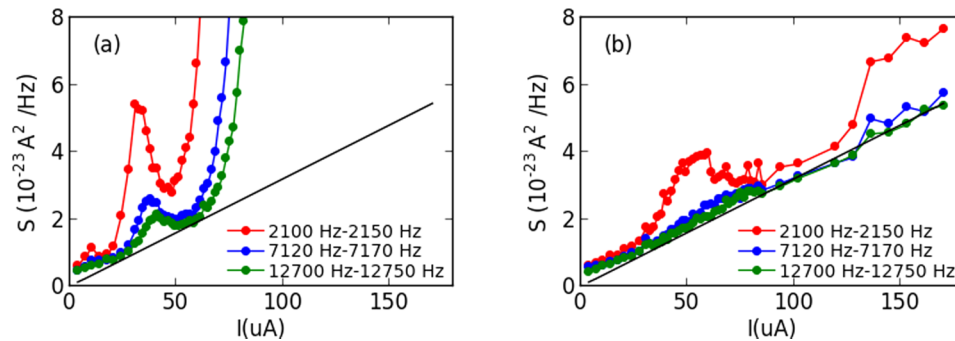 (a)
S (10⁻²³ A² /Hz)
8
6
4
2
0
2100 Hz-2150 Hz
7120 Hz-7170 Hz
12700 Hz-12750 Hz
0 50 100 150
I(uA)
(b)
S (10⁻²³ A² /Hz)
8
6
4
2
0
2100 Hz-2150 Hz
7120 Hz-7170 Hz
12700 Hz-12750 Hz
0 50 100 150
I(uA)